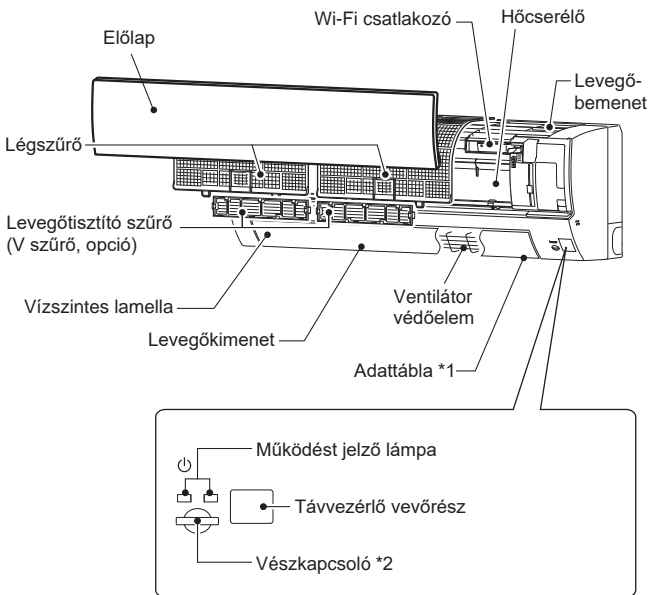 Wi-Fi csatlakozó
Hőcserélő
Előlap
Levegő-
bemenet
Légszűrő
Levegőtisztító szűrő
(V szűrő, opció)
Vízszintes lamella
Ventilátor
védőelem
Levegőkimenet
Adattábla *1
Működést jelző lámpa
Távvezérlő vevőrész
Vészkapcsoló *2